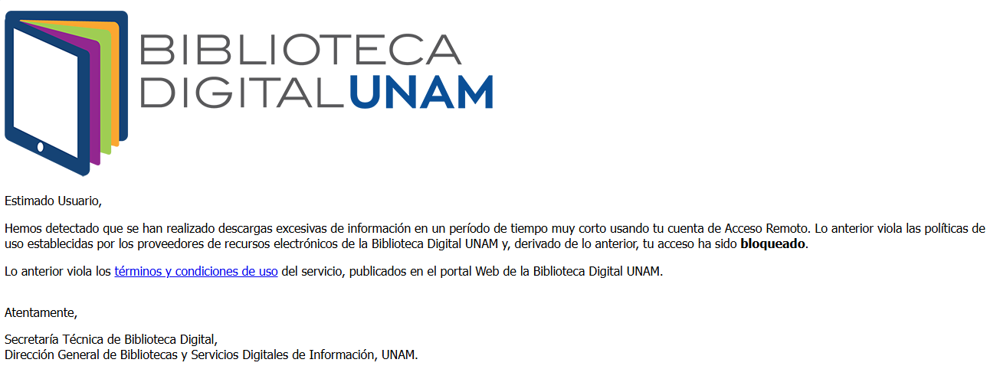 BIBLIOTECA
DIGITALUNAM
Estimado Usuario,
Hemos detectado que se han realizado descargas excesivas de información en un período de tiempo muy corto usando tu cuenta de Acceso Remoto. Lo anterior viola las políticas de
uso establecidas por los proveedores de recursos electrónicos de la Biblioteca Digital UNAM y, derivado de lo anterior, tu acceso ha sido bloqueado.
Lo anterior viola los términos y condiciones de uso del servicio, publicados en el portal Web de la Biblioteca Digital UNAM.
Atentamente,
Secretaría Técnica de Biblioteca Digital,
Dirección General de Bibliotecas y Servicios Digitales de Información, UNAM.